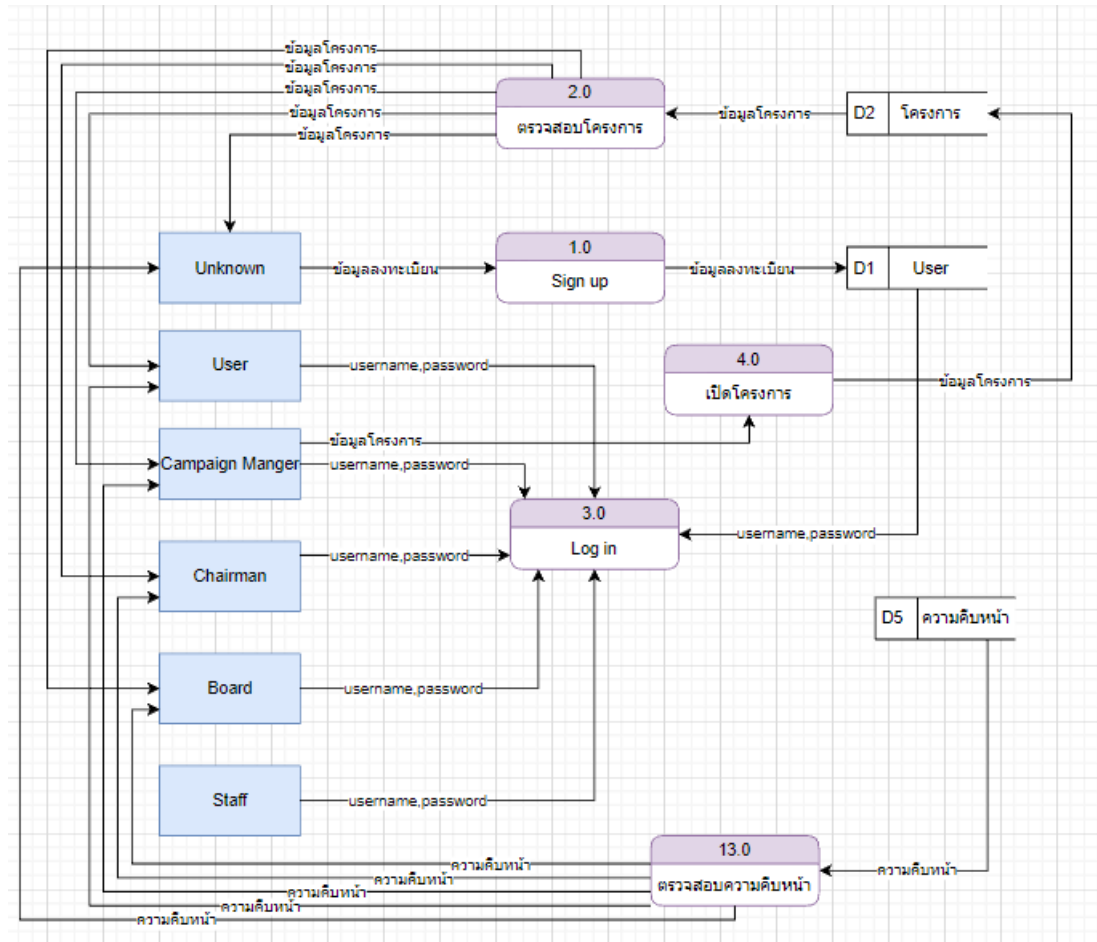 ข้อมูลโครงการ
ข้อมูลโครงการ
ข้อมูลโครงการ
ข้อมูลโครงการ
ข้อมูลโครงการ
2.0
ตรวจสอบโครงการ
ข้อมูลโครงการ
D2 โครงการ
Unknown
ข้อมูลลงทะเบียน
1.0
Sign up
ข้อมูลลงทะเบียน
D1 User
User
username,password
4.0
เปิดโครงการ
ข้อมูลโครงการ
Campaign Manger
ข้อมูลโครงการ
username,password
3.0
Log in
username,password
Chairman
username,password
D5 ความคืบหน้า
Board
username,password
Staff
username,password
13.0
ตรวจสอบความคืบหน้า
ความคืบหน้า
ความคืบหน้า
ความคืบหน้า
ความคืบหน้า
ความคืบหน้า
ความคืบหน้า